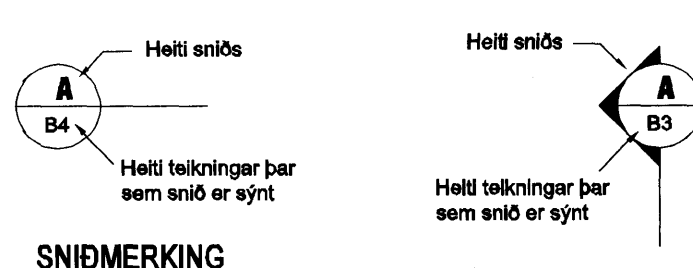 Heiti sniðs
A
B4
Heiti teikningar þar
sem snið er sýnt
SNIÐMERKING
Heiti sniðs
A
B3
Heiti teikningar þar
sem snið er sýnt